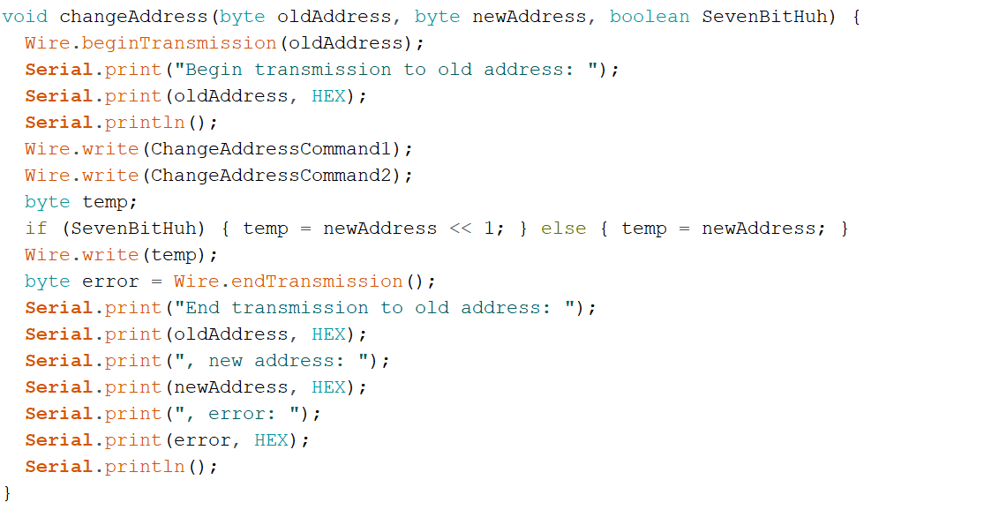 void changeAddress(byte oldAddress, byte newAddress, boolean SevenBitHuh) {
  Wire.beginTransmission(oldAddress);
  Serial.print("Begin transmission to old address: ");
  Serial.print(oldAddress, HEX);
  Serial.println();
  Wire.write(ChangeAddressCommand1);
  Wire.write(ChangeAddressCommand2);
  byte temp;
  if (SevenBitHuh) { temp = newAddress << 1; } else { temp = newAddress; }
  Wire.write(temp);
  byte error = Wire.endTransmission();
  Serial.print("End transmission to old address: ");
  Serial.print(oldAddress, HEX);
  Serial.print(", new address: ");
  Serial.print(newAddress, HEX);
  Serial.print(", error: ");
  Serial.print(error, HEX);
  Serial.println();
}